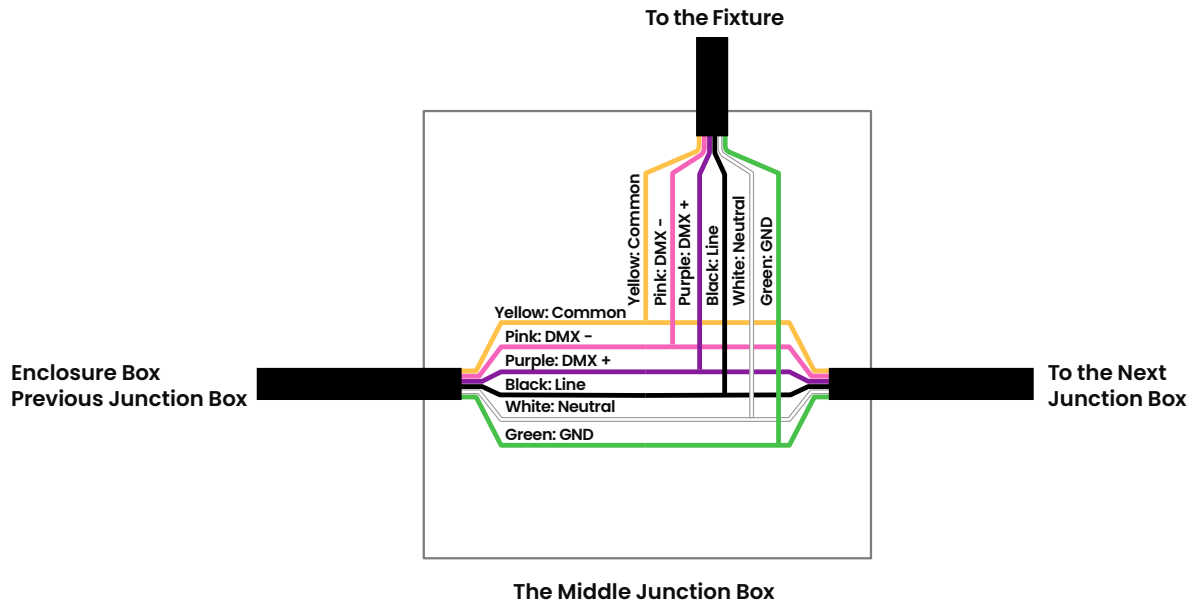 To the Fixture
Yellow: Common
Pink: DMX -
Purple: DMX +
Black: Line
White: Neutral
Green: GND
Yellow: Common
Pink: DMX -
Purple: DMX +
Black: Line
White: Neutral
Green: GND
Enclosure Box
Previous Junction Box
To the Next
Junction Box
The Middle Junction Box